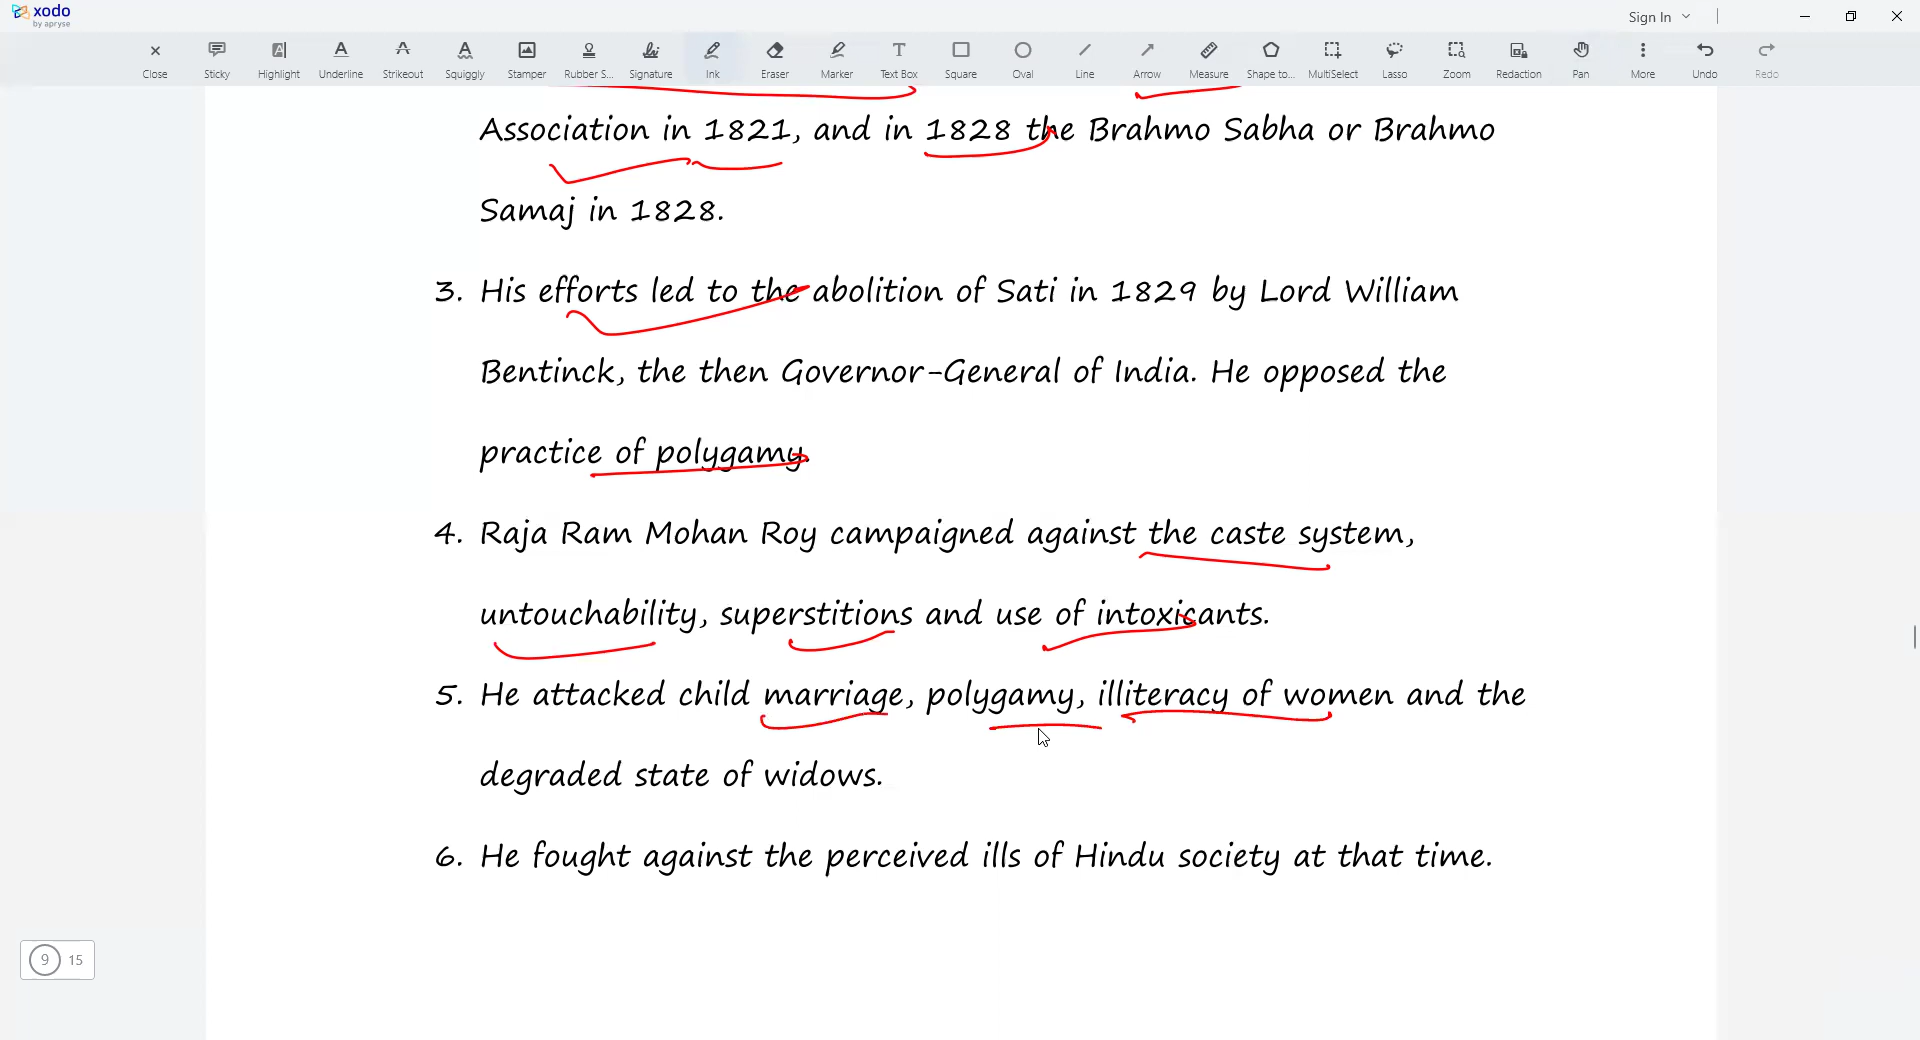 xodo
by apryse
Sign In
Close
Sticky
Highlight
Underline
Strikeout
Squiggly
Stamper
Rubber S...
Signature
Ink
Eraser
Marker
Text Box
Square
Oval
Line
Arrow
Measure
Shape to...
MultiSelect
Lasso
Zoom
Redaction
Pan
More
Undo
Redo
Association in 1821, and in 1828 the Brahmo Sabha or Brahmo
Samaj in 1828.
3. His efforts led to the abolition of Sati in 1829 by Lord William
Bentinck, the then Governor-General of India. He opposed the
practice of polygamy.
4. Raja Ram Mohan Roy campaigned against the caste system,
untouchability, superstitions and use of intoxicants.
5. He attacked child marriage, polygamy, illiteracy of women and the
degraded state of widows.
6. He fought against the perceived ills of Hindu society at that time.
9 15